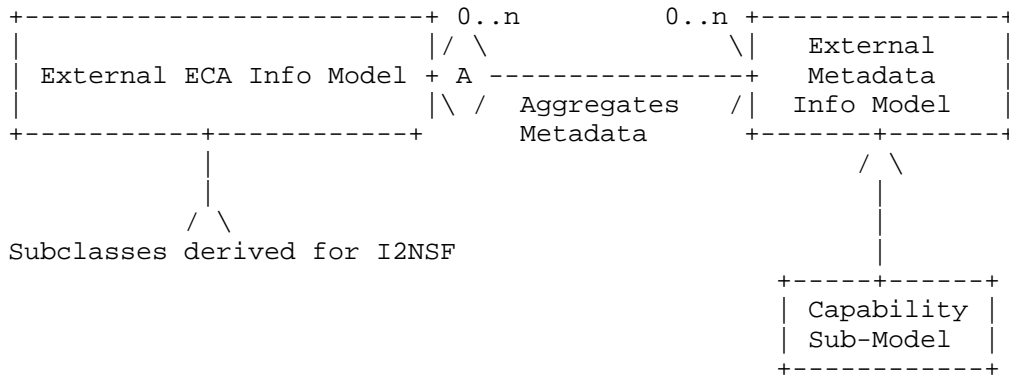 0..n 0..n
External
External ECA Info Model A Metadata
Aggregates Info Model
Metadata
Subclasses derived for I2NSF
Capability
Sub-Model